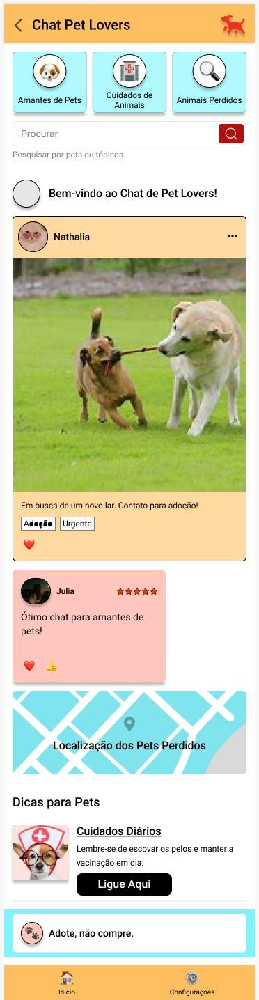 Chat Pet Lovers
Amantes de Pets
Cuidados de
Animais
Animais Perdidos
Procurar
Pesquisar por pets ou tópicos
Bem-vindo ao Chat de Pet Lovers!
Nathalia
Em busca de um novo lar. Contato para adoção!
Adoção
Urgente
Julia
Ótimo chat para amantes de
pets!
Localização dos Pets Perdidos
Dicas para Pets
Cuidados Diários
Lembre-se de escovar os pelos e manter a
vacinação em dia.
Ligue Aqui
Adote, não compre.
Inicio
Configurações